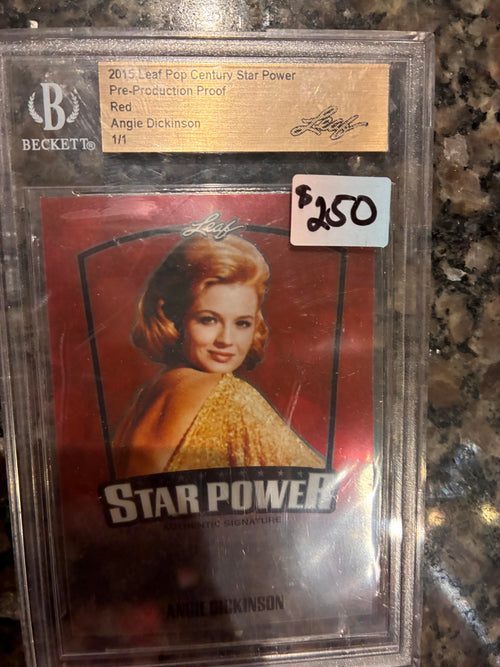 2015 Leaf Pop Century Star Power
Pre-Production Proof
Red
Angie Dickinson
1/1
Leaf
B
BECKETT®
$250
Leaf
STAR POWER
AUTHENTIC SIGNATURE
ANGIE DICKINSON